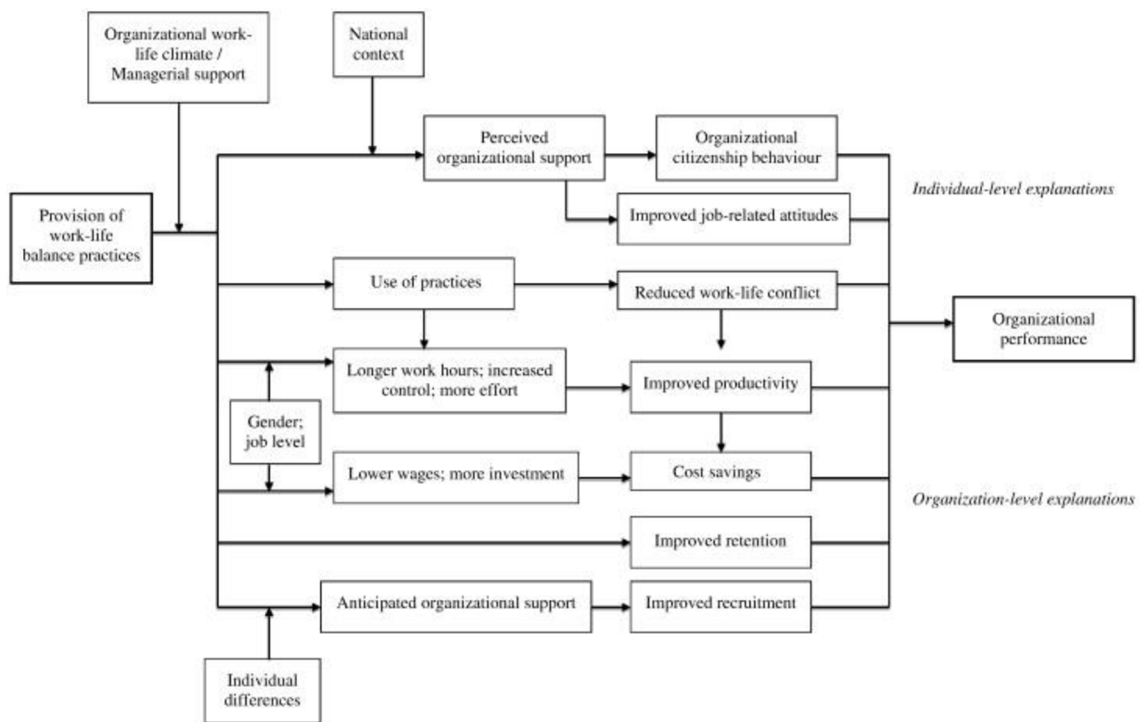 Organizational work-
life climate /
Managerial support
National
context
Perceived
organizational support
Organizational
citizenship behaviour
Individual-level explanations
Provision of
work-life
balance practices
Improved job-related attitudes
Use of practices
Reduced work-life conflict
Organizational
performance
Longer work hours; increased
control; more effort
Improved productivity
Gender;
job level
Lower wages; more investment
Cost savings
Organization-level explanations
Improved retention
Anticipated organizational support
Improved recruitment
Individual
differences